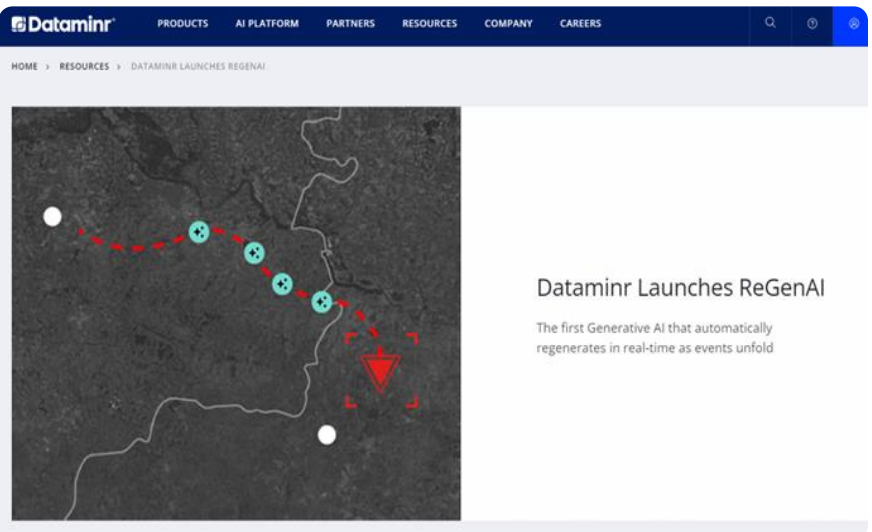 Dataminr
PRODUCTS AI PLATFORM PARTNERS RESOURCES COMPANY CAREERS
HOME > RESOURCES > DATAMINR LAUNCHES REGENAI
Dataminr Launches ReGenAI
The first Generative AI that automatically
regenerates in real-time as events unfold